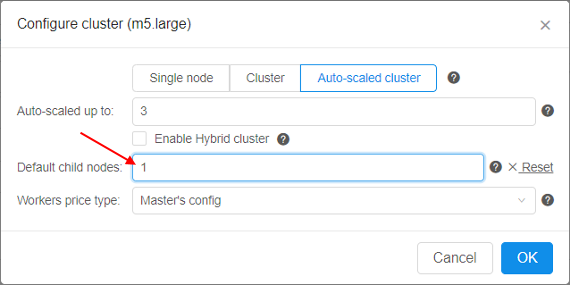 Configure cluster (m5.large)
Single node Cluster Auto-scaled cluster
Auto-scaled up to: 3
Enable Hybrid cluster
Default child nodes: 1 Reset
Workers price type: Master's config
Cancel OK